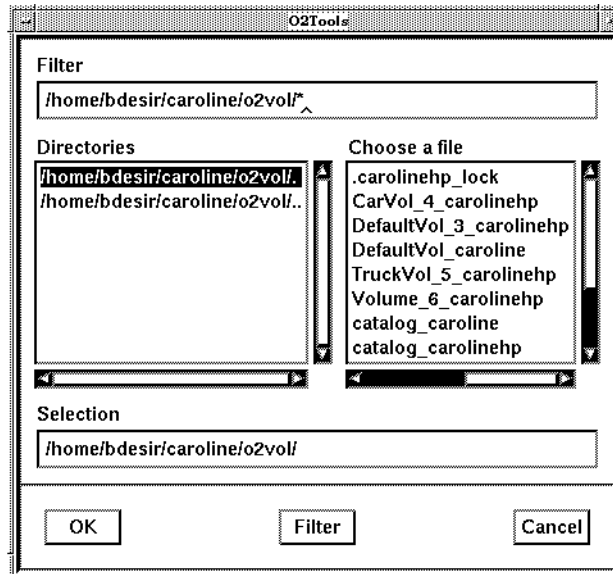 O2Tools
Filter
/home/bdesir/caroline/o2vol/*
Directories
/home/bdesir/caroline/o2vol/.
/home/bdesir/caroline/o2vol/..
Choose a file
.carolinehp_lock
CarVol_4_carolinehp
DefaultVol_3_carolinehp
DefaultVol_caroline
TruckVol_5_carolinehp
Volume_6_carolinehp
catalog_caroline
catalog_carolinehp
Selection
/home/bdesir/caroline/o2vol/
OK
Filter
Cancel